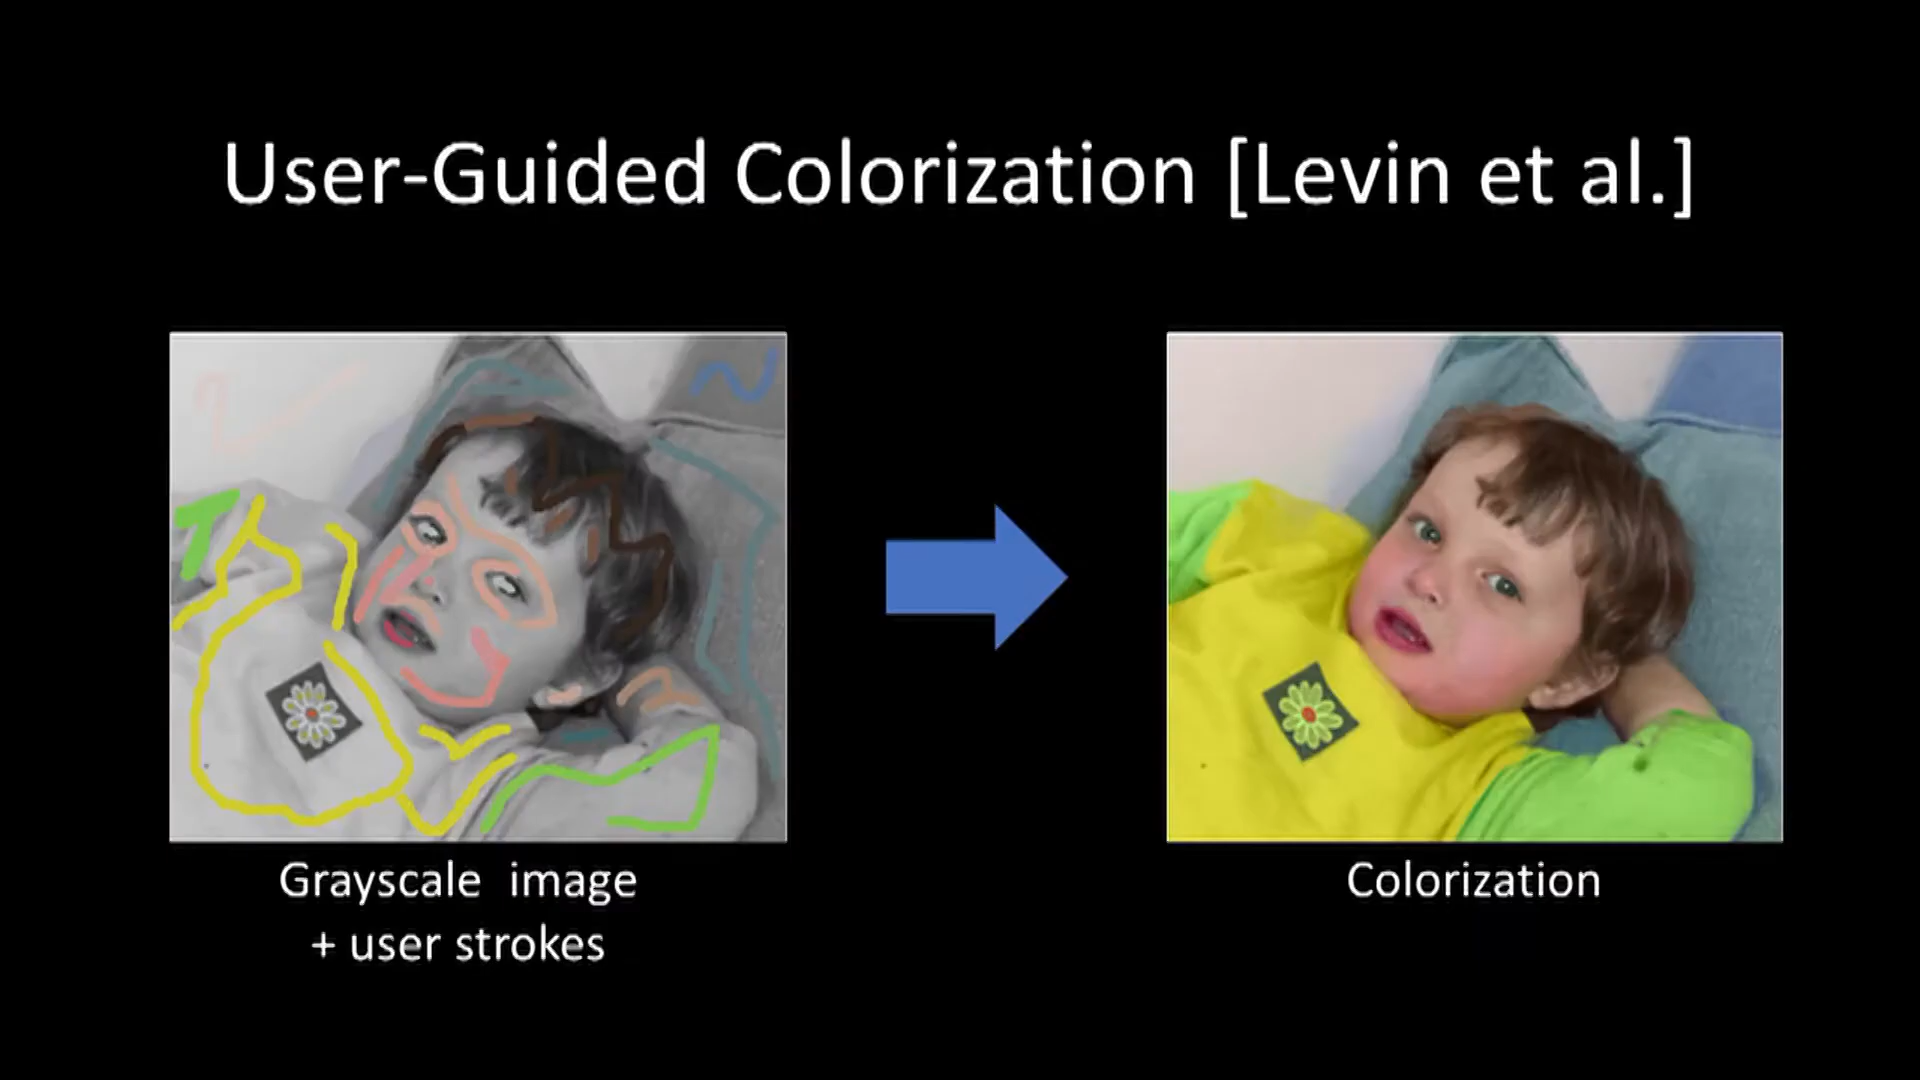 User-Guided Colorization [Levin et al.]
Grayscale image
+ user strokes
Colorization